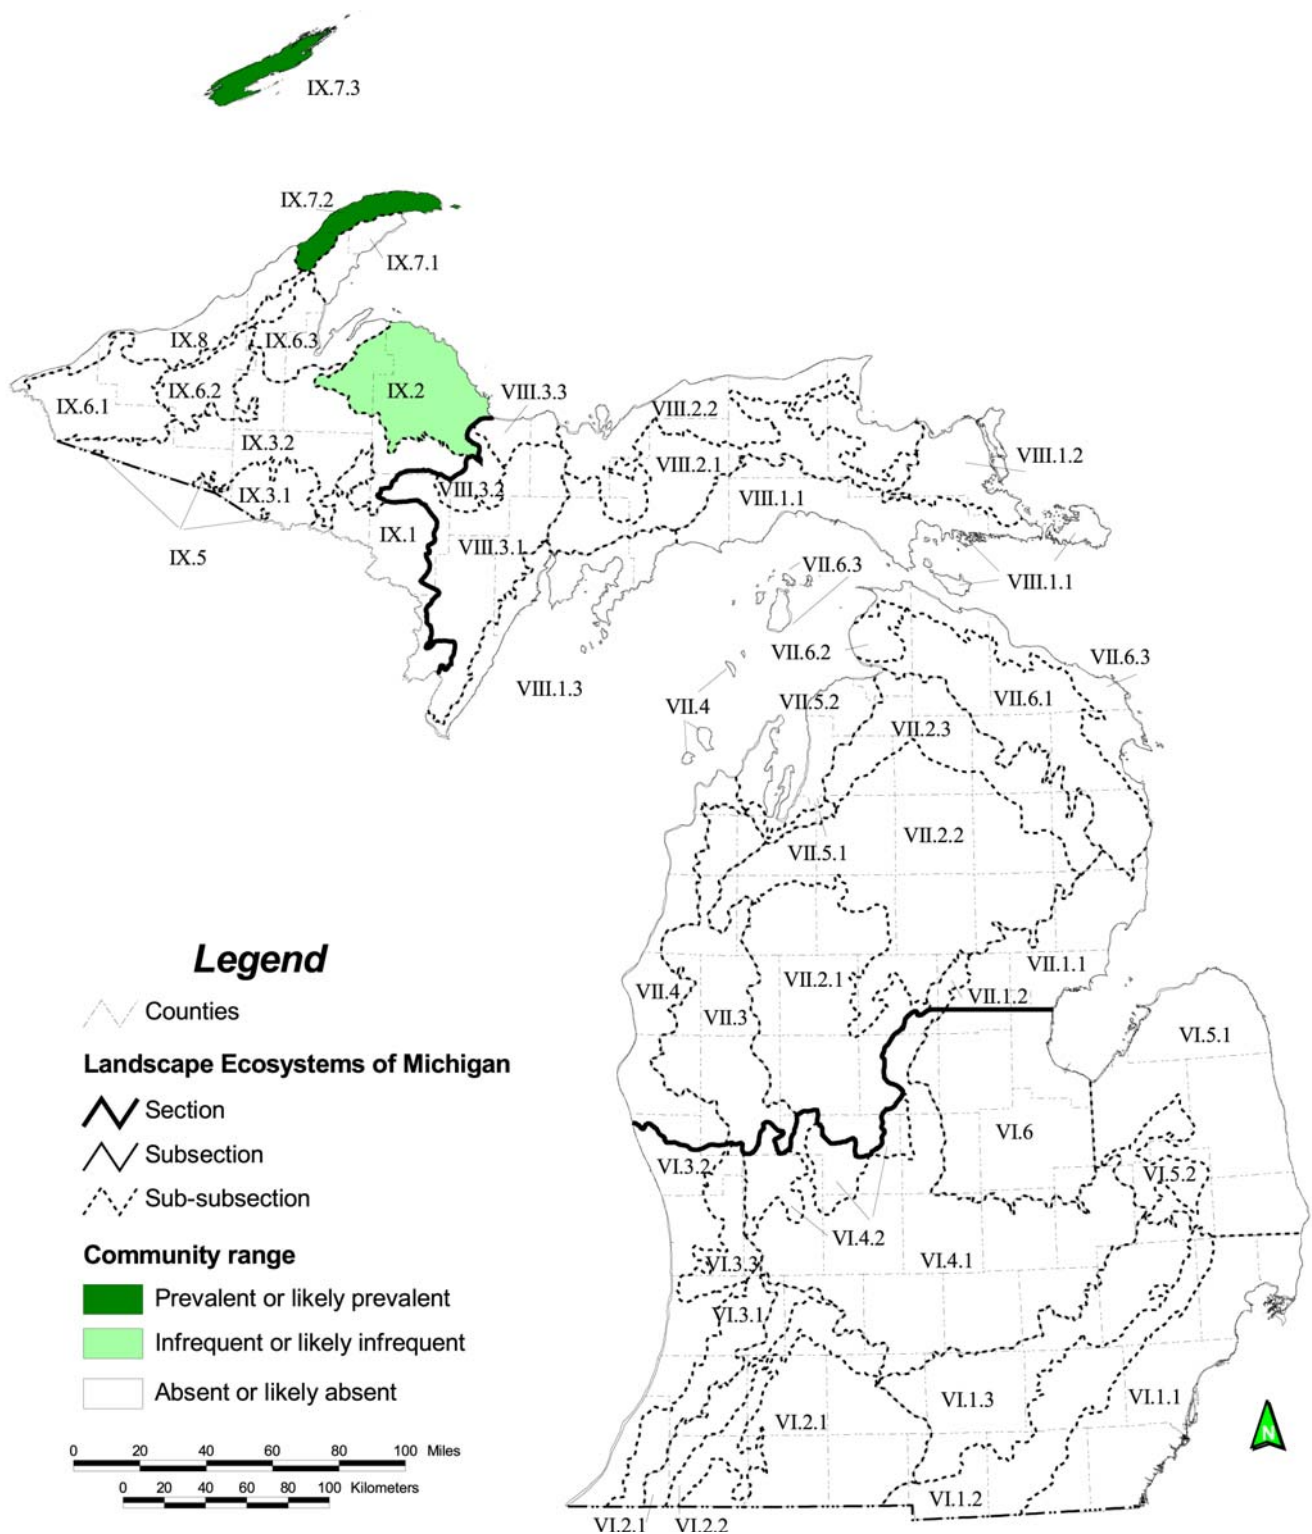 IX.7.3
IX.7.2
IX.7.1
IX.8
IX.6.3
IX.6.1
IX.6.2
IX.2
VIII.3.3
VIII.2.2
IX.3.2
VIII.2.1
VIII.1.2
IX.3.1
VIII.3.2
VIII.1.1
IX.1
VIII.3.1
IX.5
VII.6.3
VIII.1.1
VII.6.2
VII.6.3
VIII.1.3
VII.4
VII.5.2
VII.6.1
VII.2.3
VII.2.2
VII.5.1
VII.1.1
VII.4
VII.2.1
VII.1.2
VII.3
VI.5.1
VI.6
VI.3.2
VI.5.2
VI.4.2
VI.4.1
VI.3.3
VI.3.1
VI.1.3
VI.1.1
VI.2.1
VI.1.2
VI.2.1
VI.2.2
Legend
Counties
Landscape Ecosystems of Michigan
Section
Subsection
Sub-subsection
Community range
Prevalent or likely prevalent
Infrequent or likely infrequent
Absent or likely absent
0 20 40 60 80 100 Miles
0 20 40 60 80 100 Kilometers
N